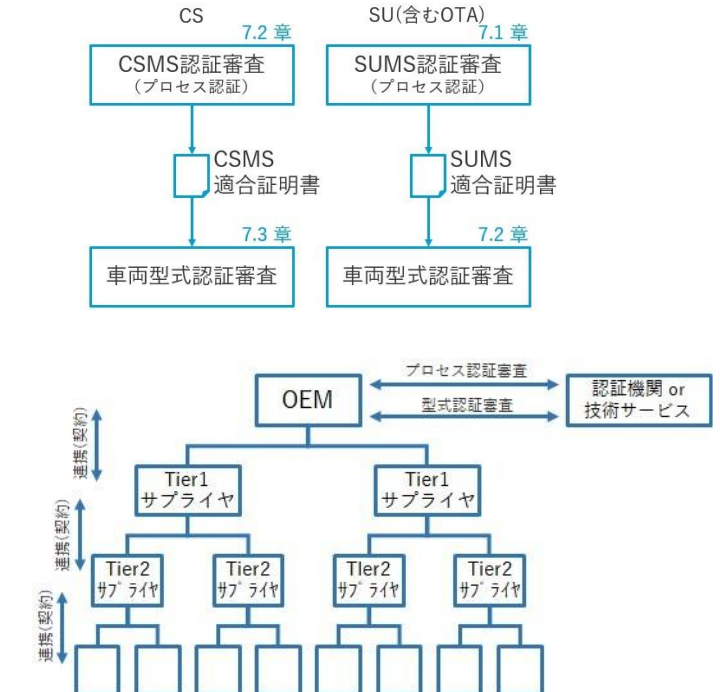 CS
SU(含むOTA)
7.2 章
7.1 章
CSMS認証審査
(プロセス認証)
SUMS認証審査
(プロセス認証)
CSMS
適合証明書
SUMS
適合証明書
7.3 章
7.2 章
車両型式認証審査
車両型式認証審査
プロセス認証審査
OEM
型式認証審査
認証機関 or
技術サービス
連携(契約)
Tier1
サプライヤ
Tier1
サプライヤ
連携(契約)
Tier2
ｻﾌﾟﾗｲﾔ
Tier2
ｻﾌﾟﾗｲﾔ
TIer2
ｻﾌﾟﾗｲﾔ
Tier2
ｻﾌﾟﾗｲﾔ
連携(契約)